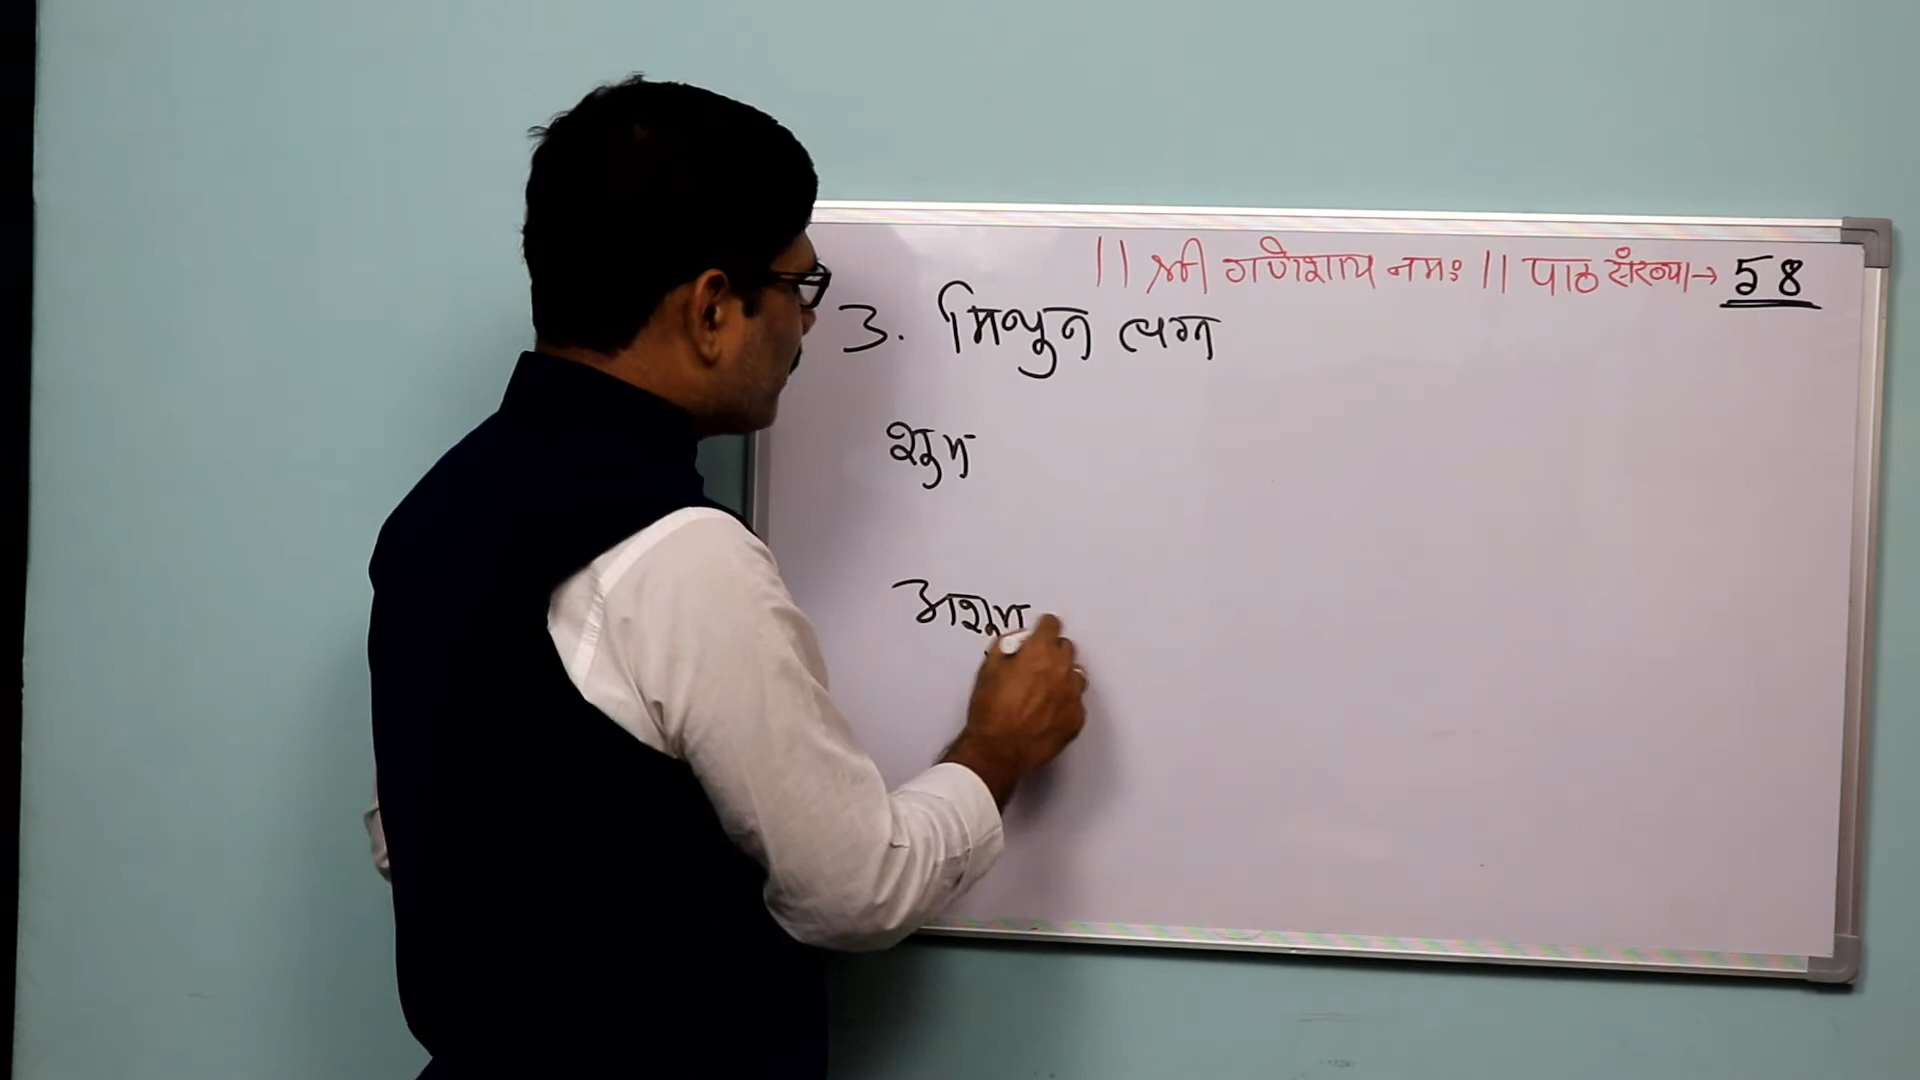 || श्री गणेशाय नमः || पाठ संख्या→ 58
3. मिथुन लग्न
शुभ
अशुभ